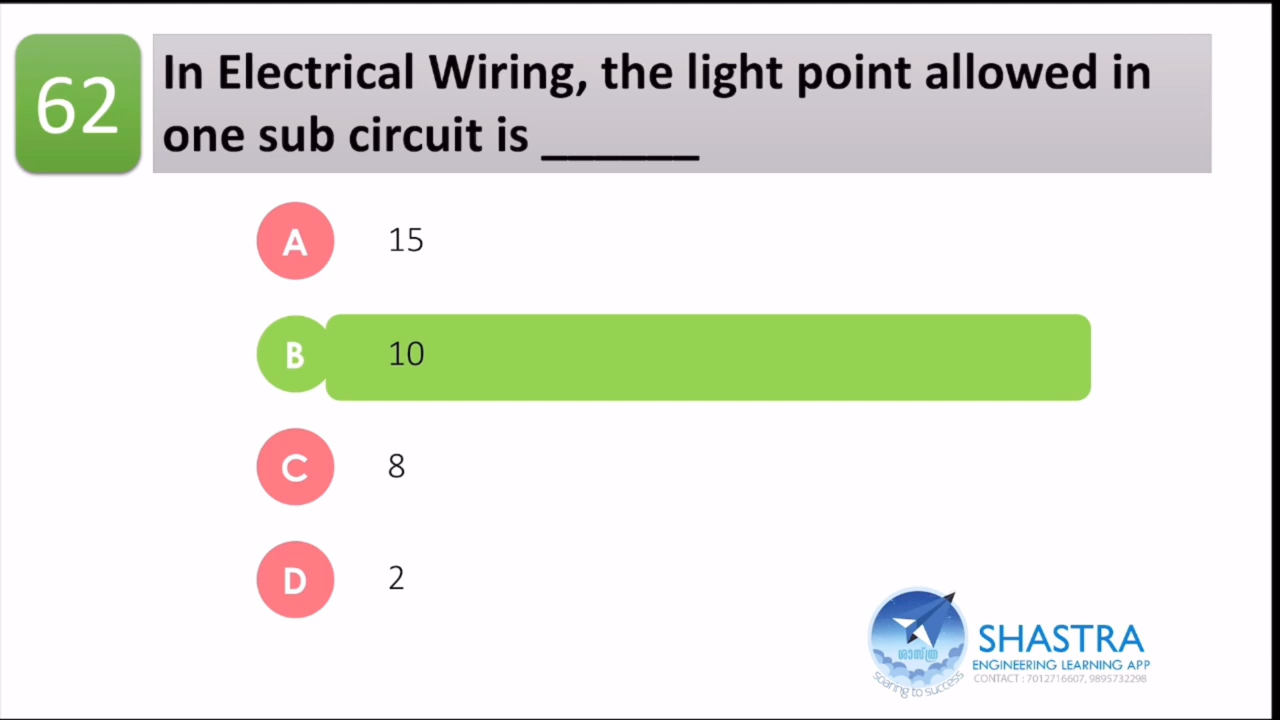 62
In Electrical Wiring, the light point allowed in
one sub circuit is ______
A 15
B 10
C 8
D 2
ശാസ്ത്ര
soaring to success
SHASTRA
ENGINEERING LEARNING APP
CONTACT : 7012716607, 9895732298